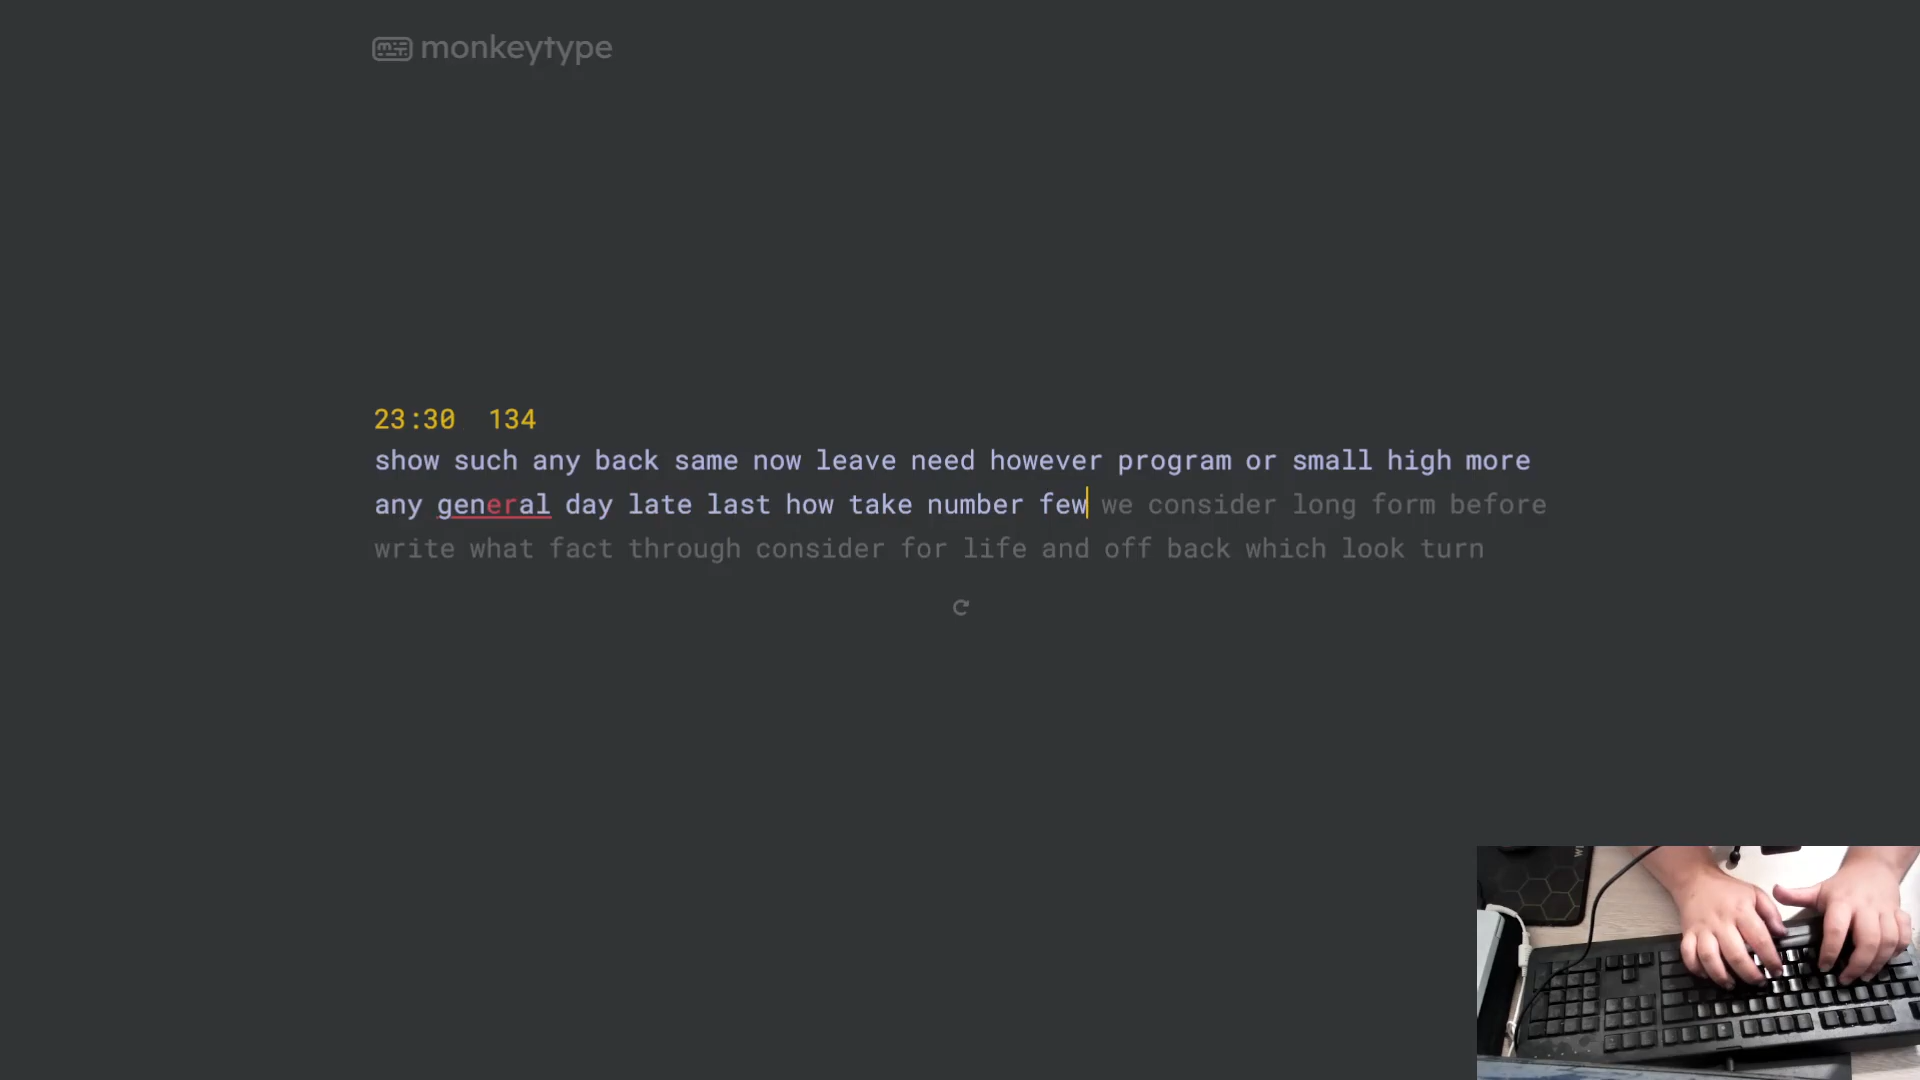 monkeytype
23:30 134
show such any back same now leave need however program or small high more
any general day late last how take number few we consider long form before
write what fact through consider for life and off back which look turn